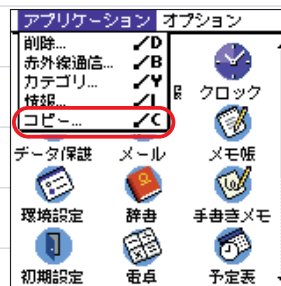 アプリケーション オプション
削除... ／D
赤外線通信... ／B
カテゴリ... ／Y
情報... ／I
コピー... ／C
クロック
データ保護 メール メモ帳
環境設定 辞書 手書きメモ
初期設定 電卓 予定表